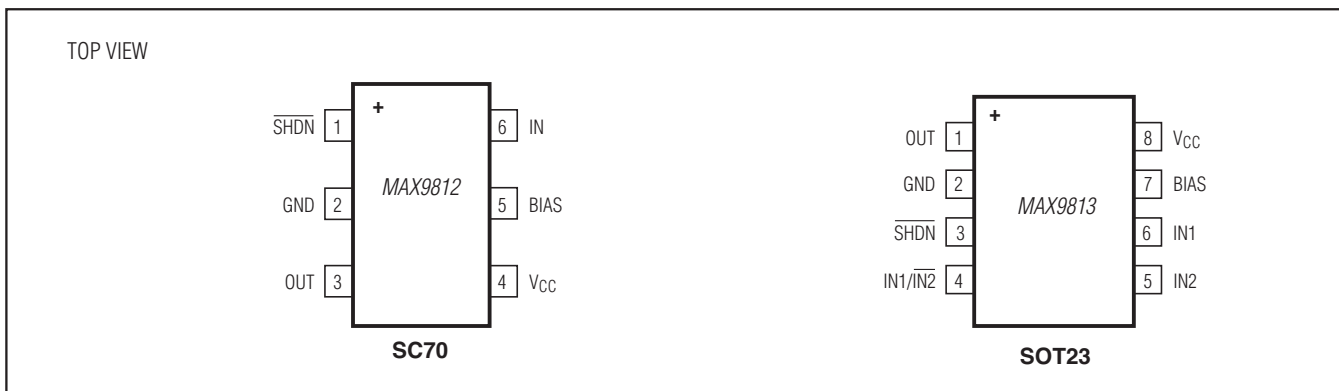 TOP VIEW
+
SHDN 1
6 IN
MAX9812
GND 2
5 BIAS
OUT 3
4 VCC
SC70
+
OUT 1
8 VCC
GND 2
7 BIAS
MAX9813
SHDN 3
6 IN1
IN1/IN2 4
5 IN2
SOT23